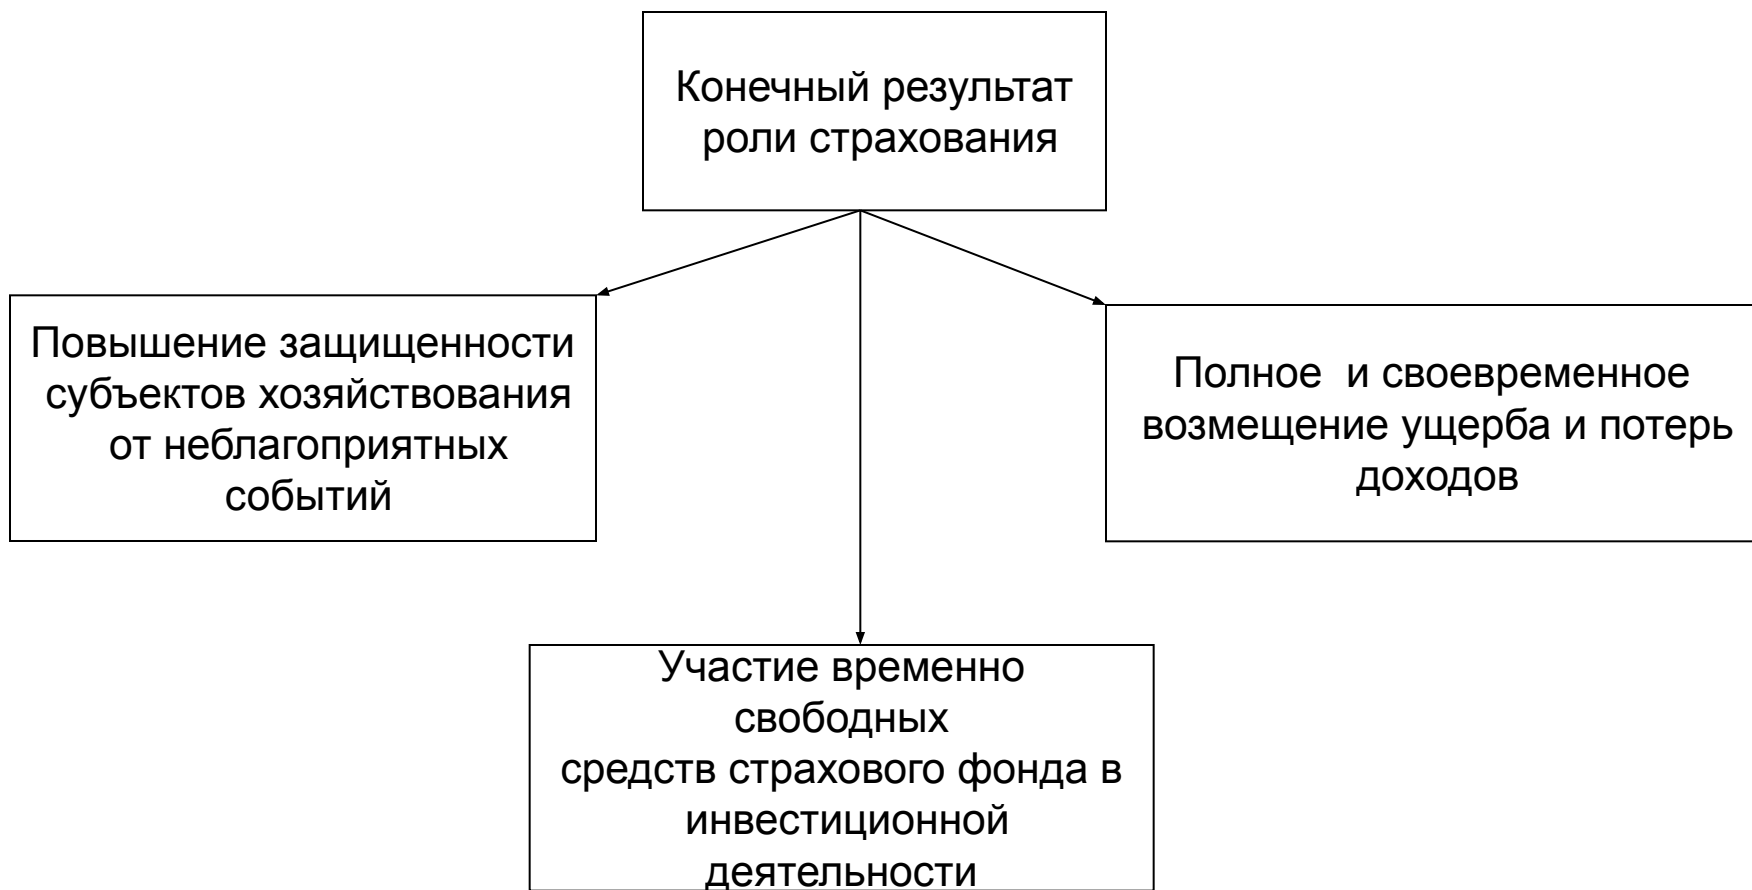 Конечный результат
роли страхования
Повышение защищенности
субъектов хозяйствования
от неблагоприятных
событий
Полное и своевременное
возмещение ущерба и потерь
доходов
Участие временно
свободных
средств страхового фонда в
инвестиционной
деятельности